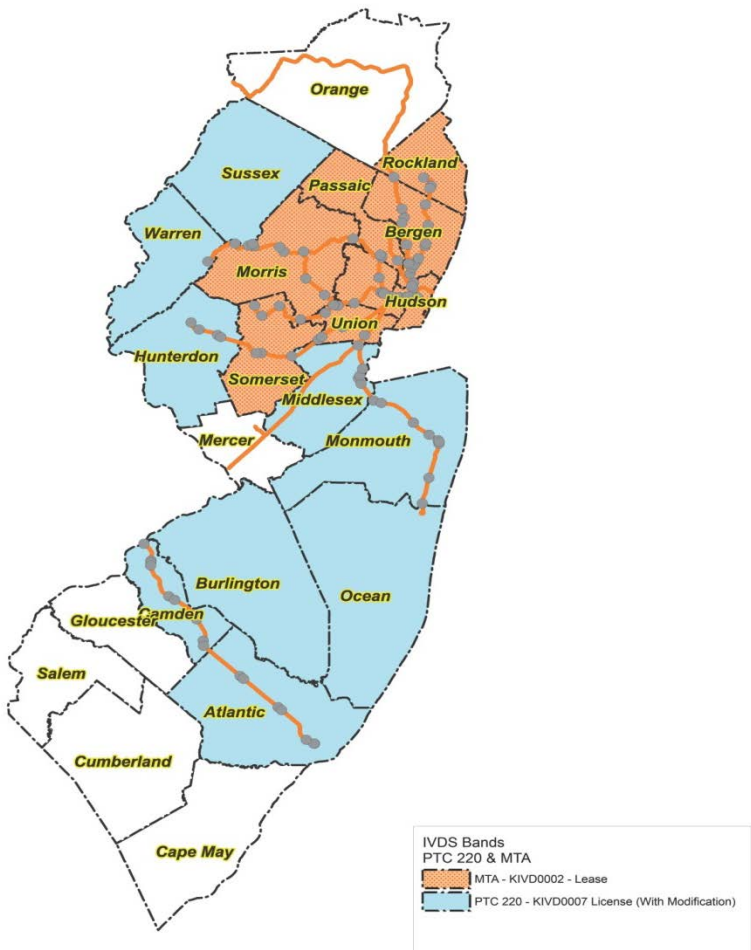 Orange
Rockland
Sussex
Passaic
Warren
Bergen
Morris
Hudson
Union
Hunterdon
Somerset
Middlesex
Mercer
Monmouth
Burlington
Ocean
Camden
Gloucester
Salem
Atlantic
Cumberland
Cape May
IVDS Bands
PTC 220 & MTA
MTA - KIVD0002 - Lease
PTC 220 - KIVD0007 License (With Modification)